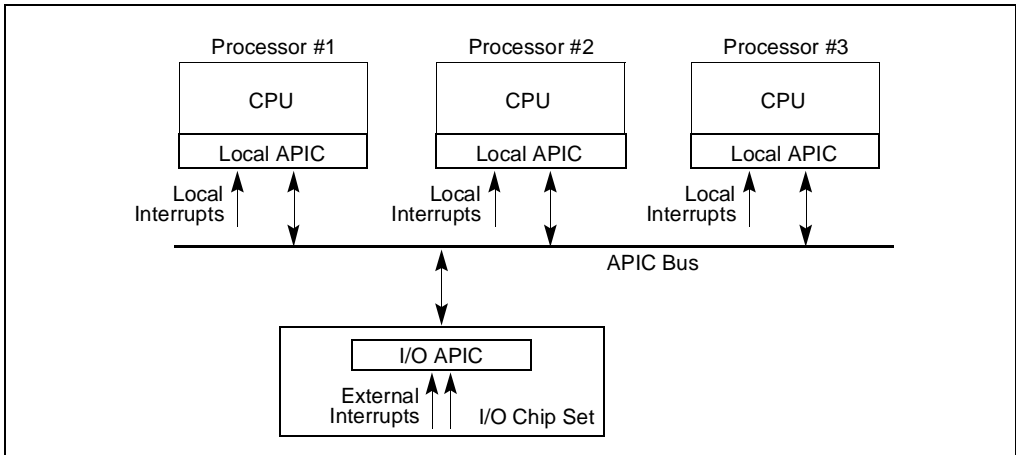 Processor #1
Processor #2
Processor #3
CPU
CPU
CPU
Local APIC
Local APIC
Local APIC
Local
Interrupts
Local
Interrupts
Local
Interrupts
APIC Bus
I/O APIC
External
Interrupts
I/O Chip Set